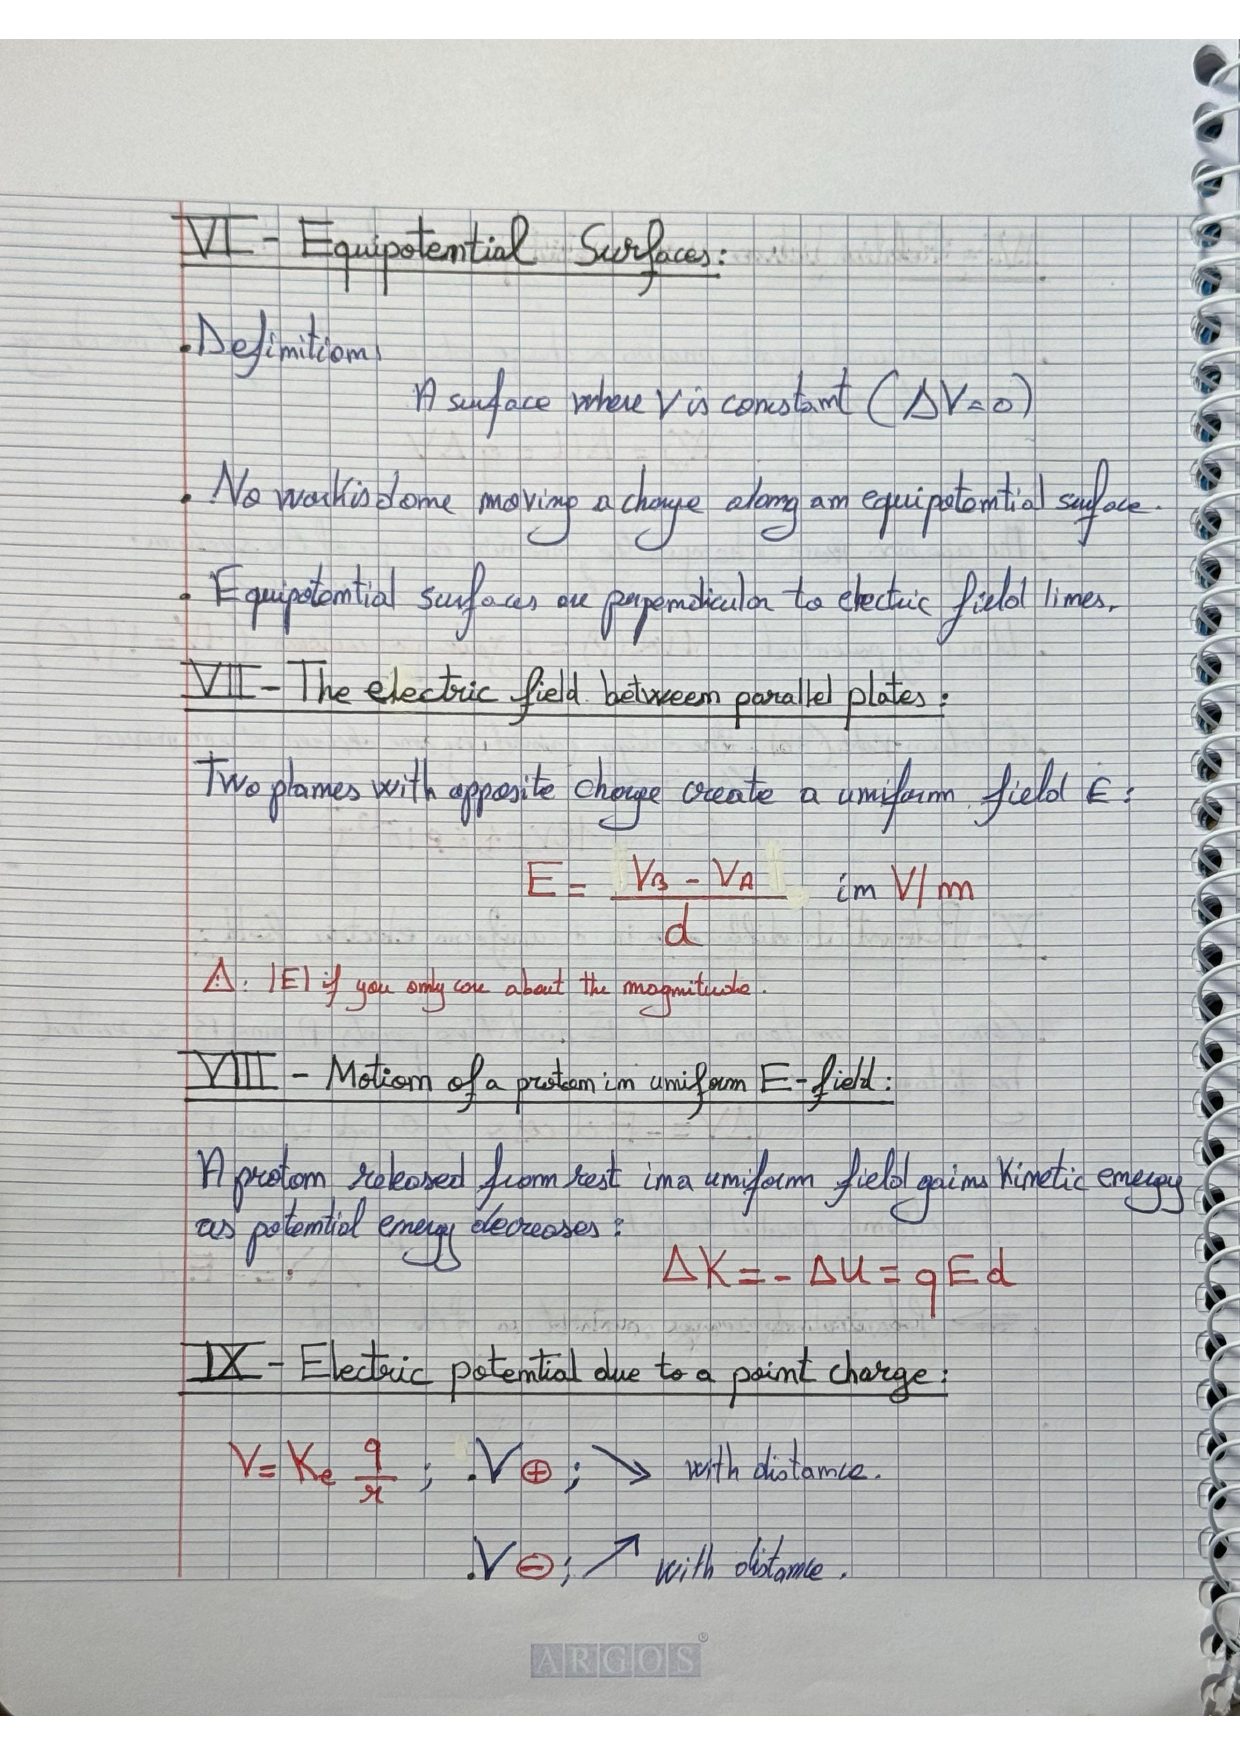 VI - Equipotential Surfaces:
• Definition:
A surface where V is constant (ΔV=0)
• No work is done moving a charge along an equipotential surface.
• Equipotential surfaces are perpendicular to electric field lines.
VII - The electric field between parallel plates:
Two planes with opposite charge create a uniform field E:
E = (VB - VA) / d in V/m
⚠: |E| if you only care about the magnitude.
VIII - Motion of a proton in uniform E-field:
A proton released from rest in a uniform field gains Kinetic energy
as potential energy decreases:
ΔK = - ΔU = qEd
IX - Electric potential due to a point charge:
V = Ke q/r ; .V⊕ ; ↘ with distance.
.V⊖ ; ↗ with distance.
ARGOS®